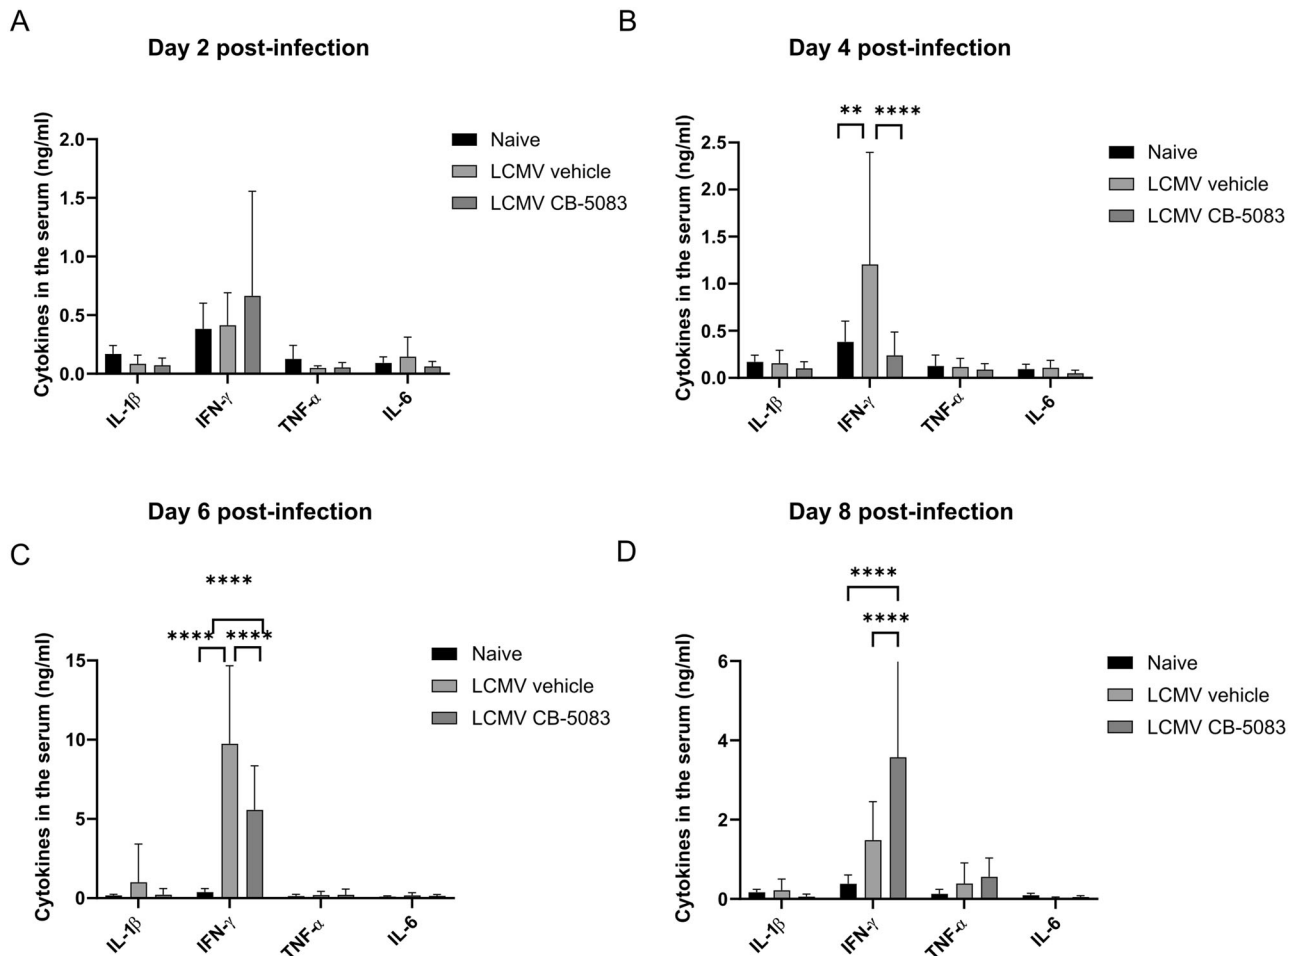 A
Day 2 post-infection
Cytokines in the serum (ng/ml)
2.0
1.5
1.0
0.5
0.0
IL-1β
IFN-γ
TNF-α
IL-6
Naive
LCMV vehicle
LCMV CB-5083
B
Day 4 post-infection
Cytokines in the serum (ng/ml)
** ****
2.5
2.0
1.5
1.0
0.5
0.0
IL-1β
IFN-γ
TNF-α
IL-6
Naive
LCMV vehicle
LCMV CB-5083
Day 6 post-infection
C
Cytokines in the serum (ng/ml)
****
**** ****
15
10
5
0
IL-1β
IFN-γ
TNF-α
IL-6
Naive
LCMV vehicle
LCMV CB-5083
Day 8 post-infection
D
Cytokines in the serum (ng/ml)
****
****
6
4
2
0
IL-1β
IFN-γ
TNF-α
IL-6
Naive
LCMV vehicle
LCMV CB-5083